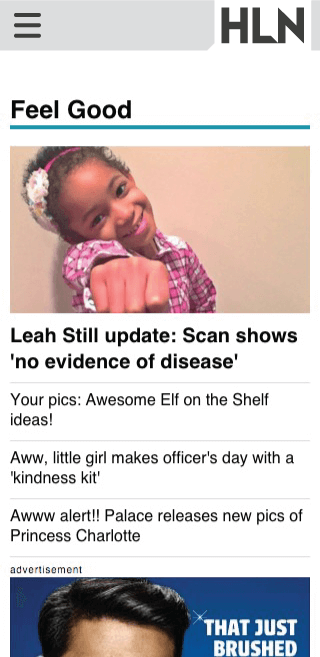 HLN
Feel Good
Leah Still update: Scan shows
'no evidence of disease'
Your pics: Awesome Elf on the Shelf
ideas!
Aww, little girl makes officer's day with a
'kindness kit'
Awww alert!! Palace releases new pics of
Princess Charlotte
advertisement
THAT JUST
BRUSHED